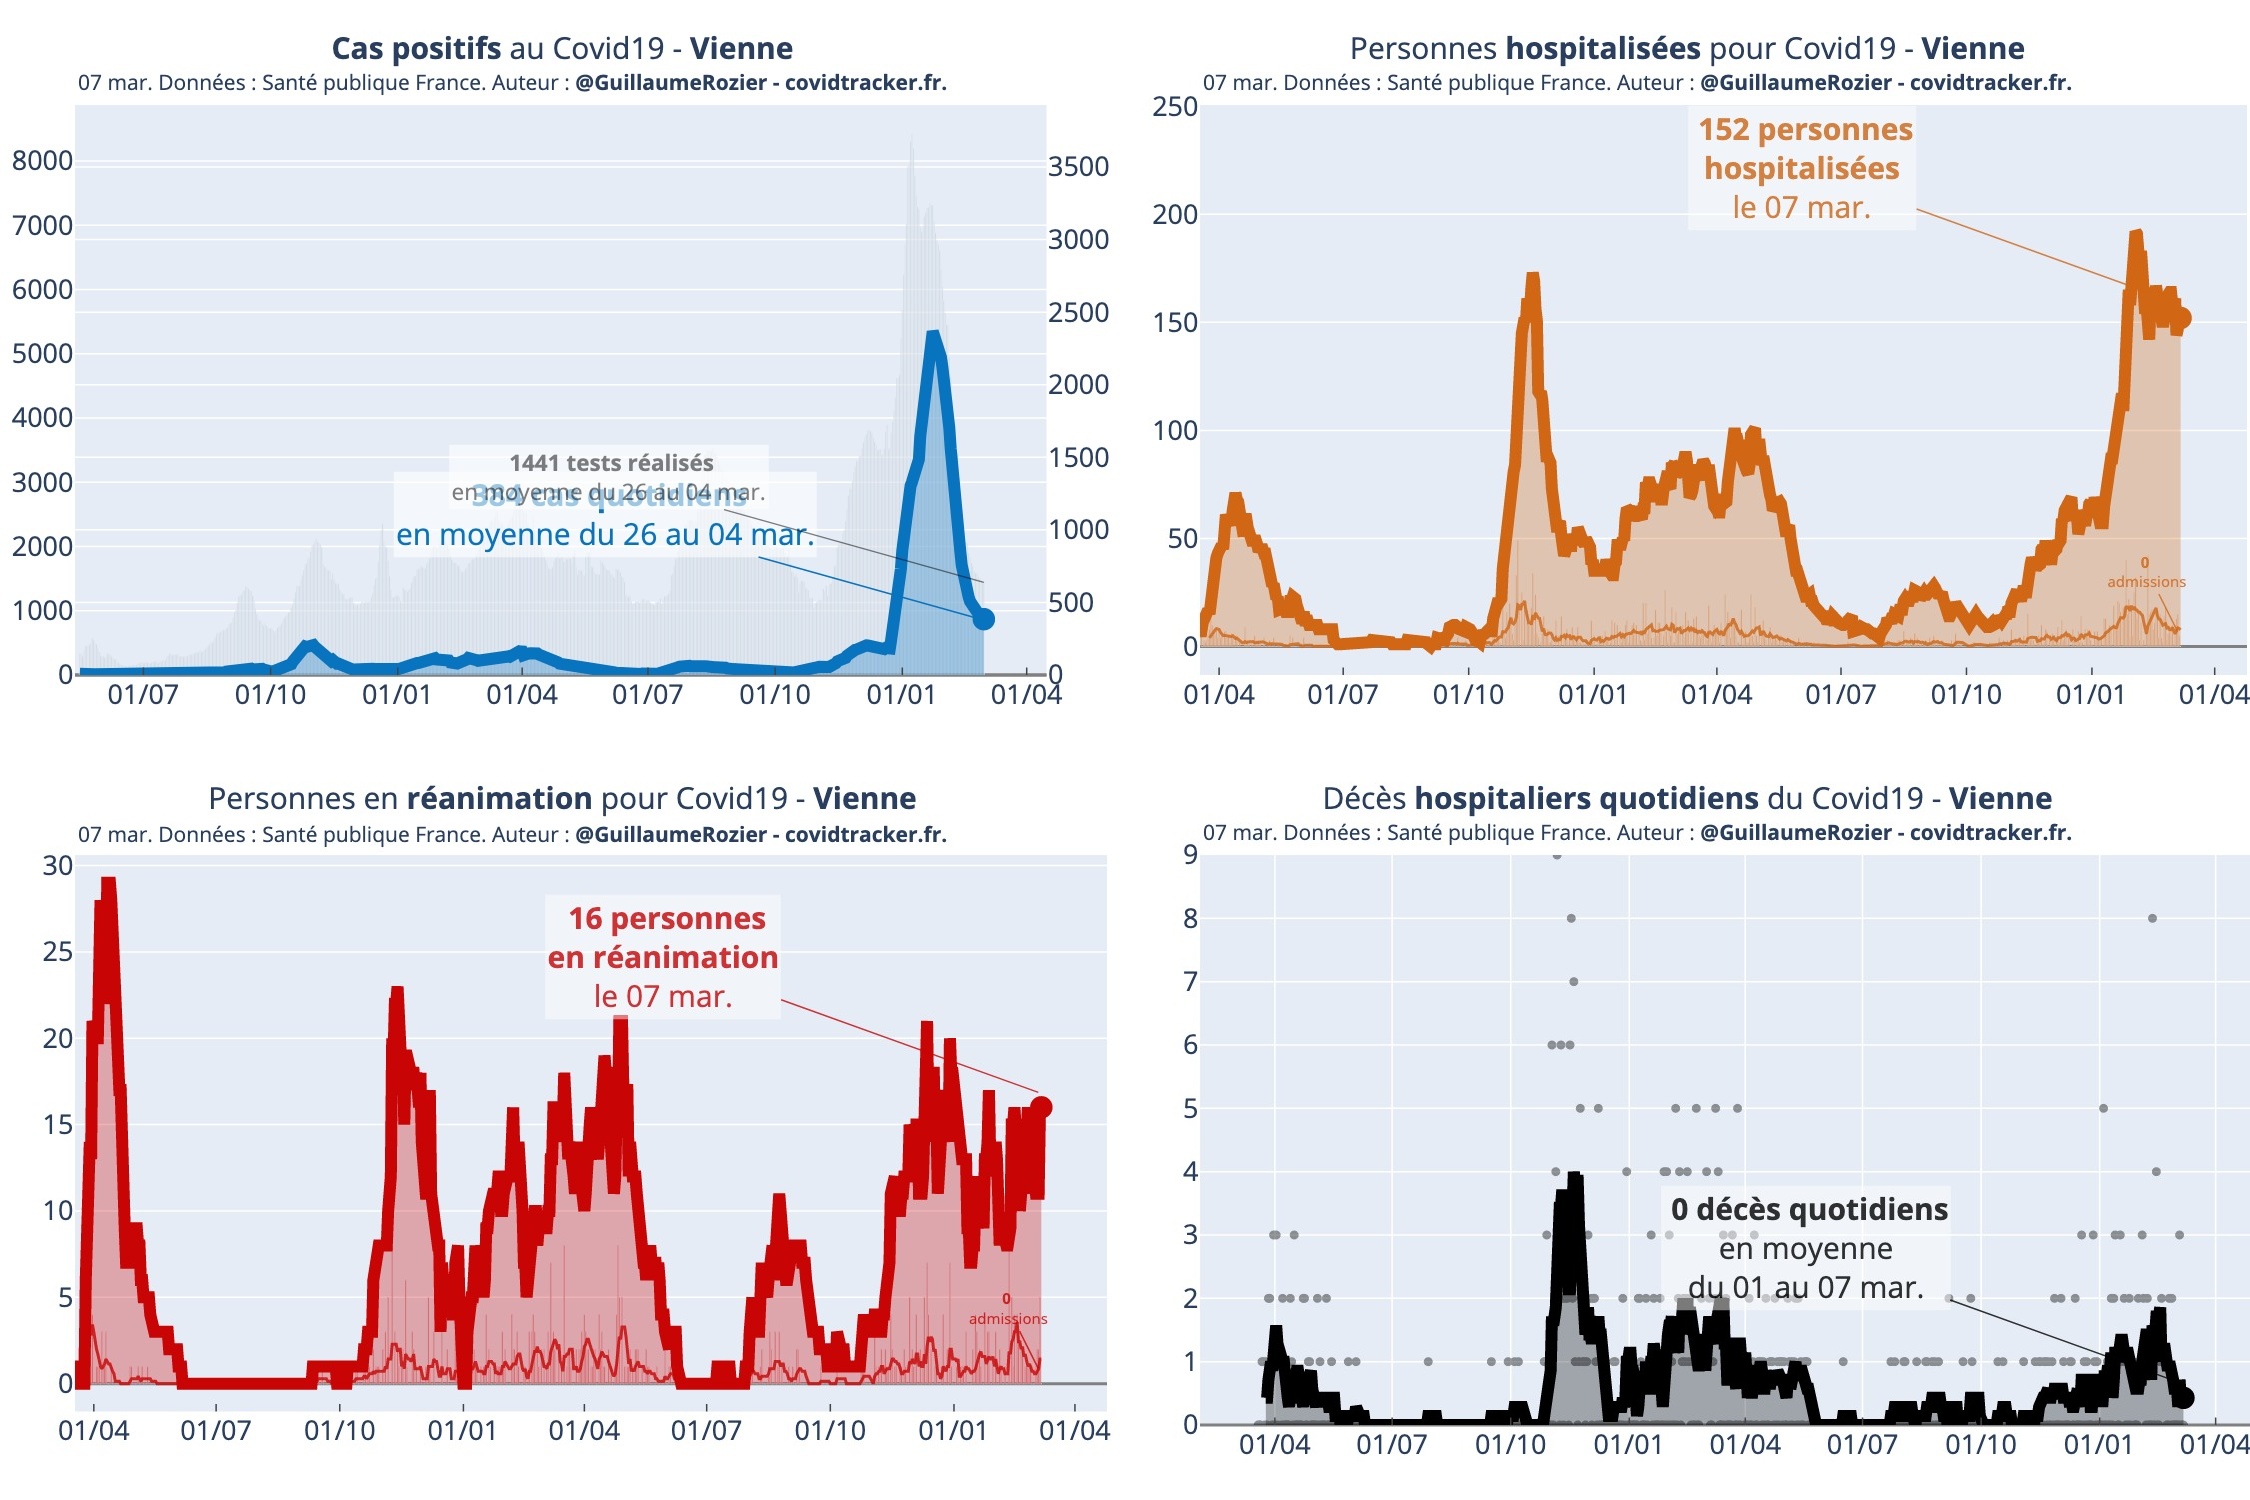 Cas positifs au Covid19 - Vienne
07 mar. Données : Santé publique France. Auteur : @GuillaumeRozier - covidtracker.fr.
8000
7000
6000
5000
4000
3000
2000
1000
0
3500
3000
2500
2000
1500
1000
500
0
1441 tests réalisés
en moyenne du 26 au 04 mar.
384 cas quotidiens
en moyenne du 26 au 04 mar.
01/07 01/10 01/01 01/04 01/07 01/10 01/01 01/04
Personnes hospitalisées pour Covid19 - Vienne
07 mar. Données : Santé publique France. Auteur : @GuillaumeRozier - covidtracker.fr.
250
200
150
100
50
0
152 personnes
hospitalisées
le 07 mar.
0
admissions
01/04 01/07 01/10 01/01 01/04 01/07 01/10 01/01 01/04
Personnes en réanimation pour Covid19 - Vienne
07 mar. Données : Santé publique France. Auteur : @GuillaumeRozier - covidtracker.fr.
30
25
20
15
10
5
0
16 personnes
en réanimation
le 07 mar.
0
admissions
01/04 01/07 01/10 01/01 01/04 01/07 01/10 01/01 01/04
Décès hospitaliers quotidiens du Covid19 - Vienne
07 mar. Données : Santé publique France. Auteur : @GuillaumeRozier - covidtracker.fr.
9
8
7
6
5
4
3
2
1
0
0 décès quotidiens
en moyenne
du 01 au 07 mar.
01/04 01/07 01/10 01/01 01/04 01/07 01/10 01/01 01/04